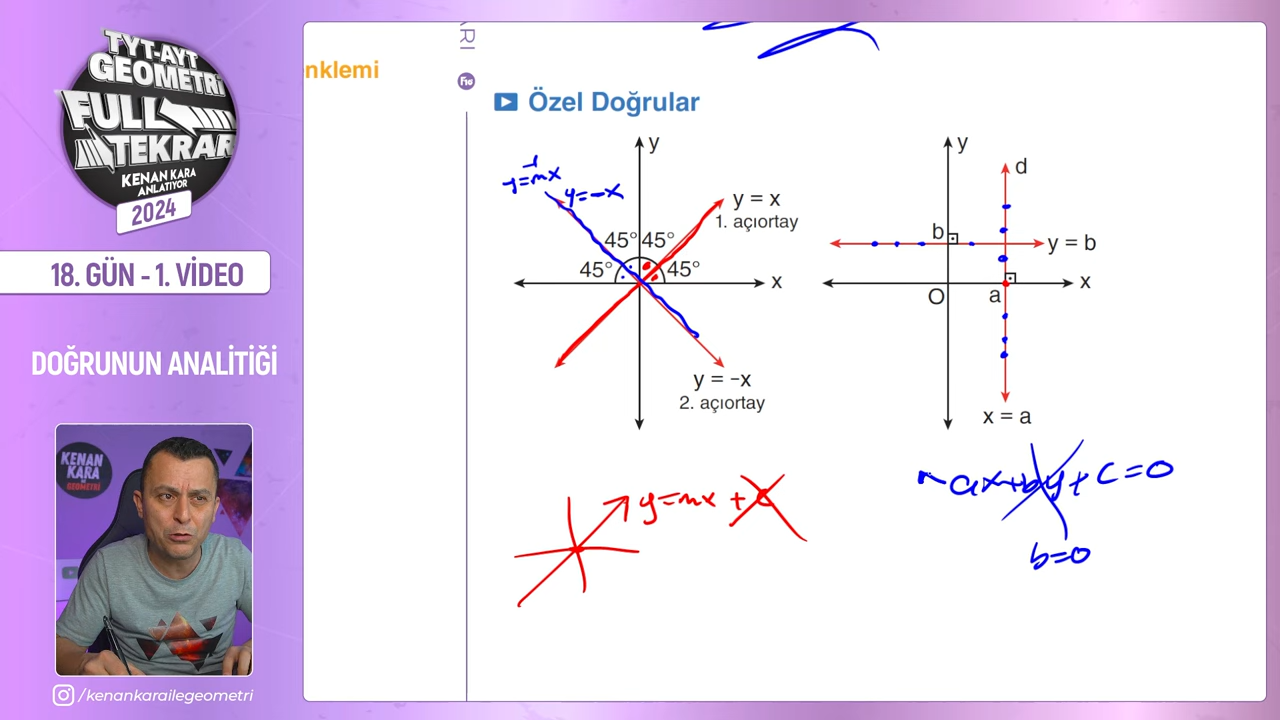 TYT-AYT
GEOMETRİ
FULL
TEKRAR
KENAN KARA
ANLATIYOR
2024
18. GÜN - 1. VİDEO
DOĞRUNUN ANALİTİĞİ
KENAN
KARA
GEOMETRİ
/kenankarailegeometri
nklemi
ARI
Özel Doğrular
y
-1
y=mx
y=-x
y = x
1. açıortay
45° 45°
45° 45°
x
y = -x
2. açıortay
y
d
b
y = b
O
a
x
x = a
y=mx + c
ax+by+c=0
b=0